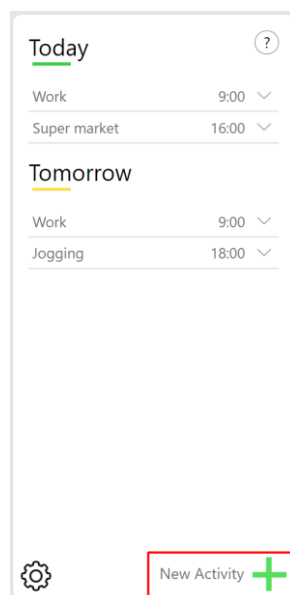 Today
?
Work 9:00
Super market 16:00
Tomorrow
Work 9:00
Jogging 18:00
New Activity